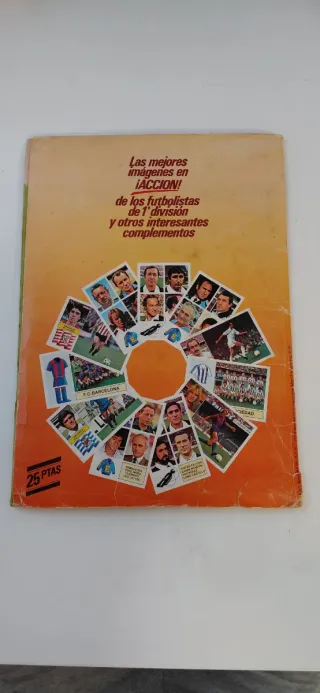 Las mejores
imágenes en
¡ACCION!
de los futbolistas
de 1ª división
y otros interesantes
complementos
F.C. BARCELONA
25 PTAS